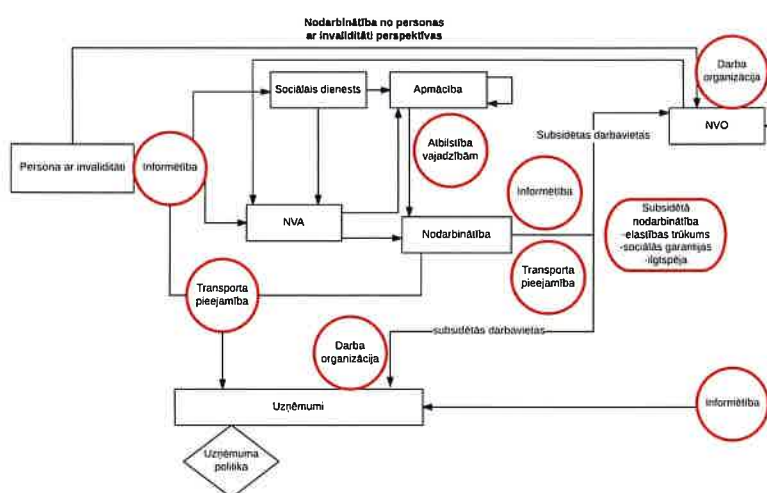 Nodarbinātība no personas
ar invaliditāti perspektīvas
Darba
organizācija
Sociālais dienests
Apmācība
NVO
Subsidētas darbavietas
Atbilstība
vajadzībām
Persona ar invaliditāti
Informētība
Informētība
NVA
Nodarbinātība
Subsidētā
nodarbinātība
-elastības trūkums
-sociālās garantijas
-ilgtspēja
Transporta
pieejamība
Transporta
pieejamība
subsidētās darbavietas
Darba
organizācija
Uzņēmumi
Informētība
Uzņēmuma
politika